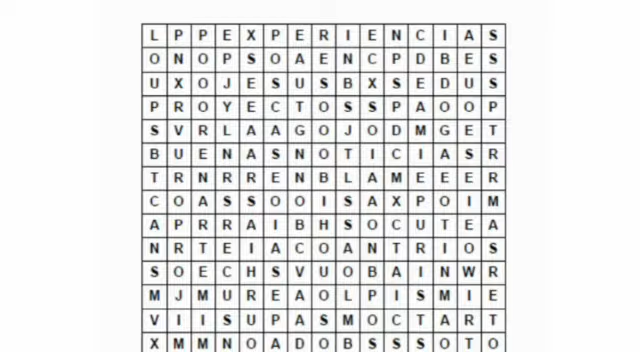 L P P E X P E R I E N C I A S
O N O P S O A E N C P D B E S
U X O J E S U S B X S E D U S
P R O Y E C T O S S P A O O P
S V R L A A G O J O D M G E T
B U E N A S N O T I C I A S R
T R N R R E N B L A M E E E R
C O A S S O O I S A X P O I M
A P R R A I B H S O C U T E A
N R T E I A C O A N T R I O S
S O E C H S V U O B A I N W R
M J M U R E A O L P I S M I E
V I I S U P A S M O C T A R T
X M M N O A D O B S S S O T O